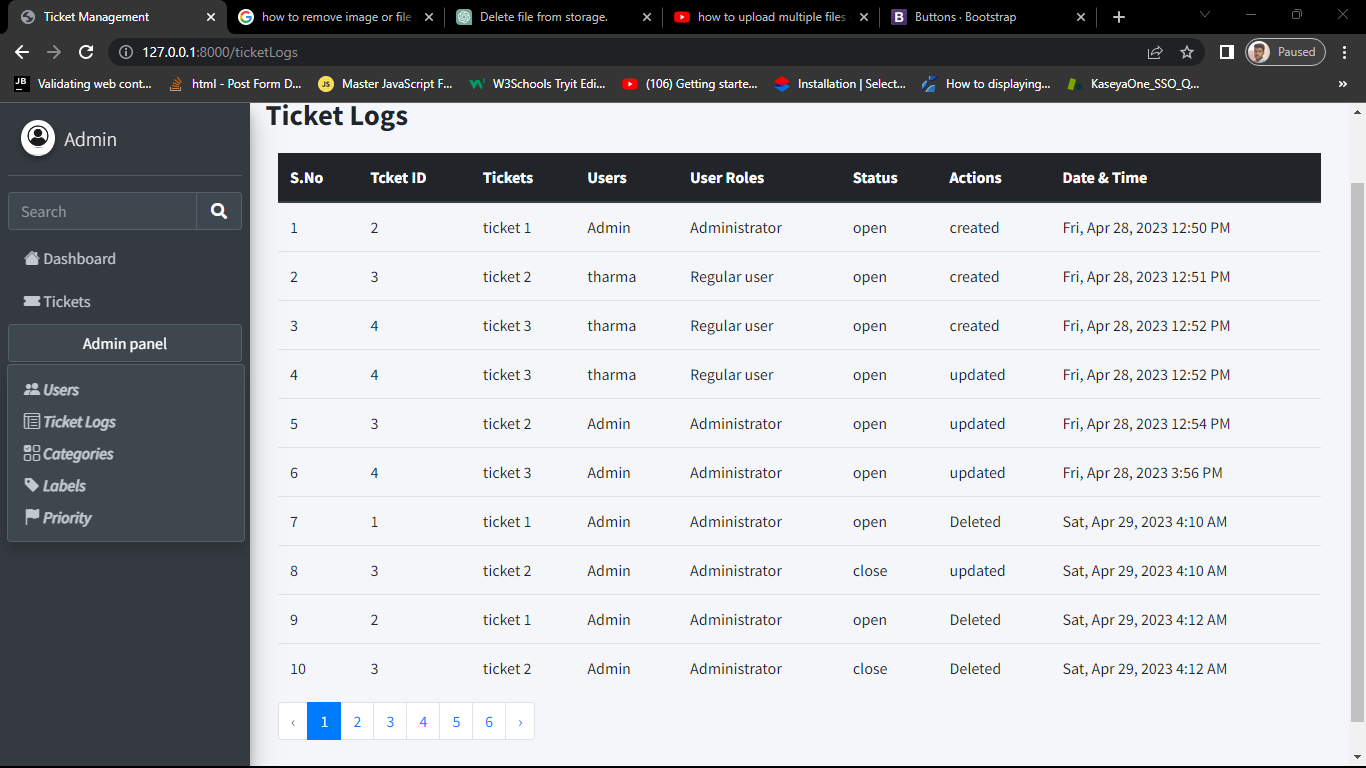 Ticket Management
how to remove image or file
Delete file from storage.
how to upload multiple files
Buttons · Bootstrap
127.0.0.1:8000/ticketLogs
Paused
Validating web cont...
html - Post Form D...
Master JavaScript F...
W3Schools Tryit Edi...
(106) Getting starte...
Installation | Select...
How to displaying...
KaseyaOne_SSO_Q...
»
Admin
Search
Dashboard
Tickets
Admin panel
Users
Ticket Logs
Categories
Labels
Priority
Ticket Logs
S.No Tcket ID Tickets Users User Roles Status Actions Date & Time
1 2 ticket 1 Admin Administrator open created Fri, Apr 28, 2023 12:50 PM
2 3 ticket 2 tharma Regular user open created Fri, Apr 28, 2023 12:51 PM
3 4 ticket 3 tharma Regular user open created Fri, Apr 28, 2023 12:52 PM
4 4 ticket 3 tharma Regular user open updated Fri, Apr 28, 2023 12:52 PM
5 3 ticket 2 Admin Administrator open updated Fri, Apr 28, 2023 12:54 PM
6 4 ticket 3 Admin Administrator open updated Fri, Apr 28, 2023 3:56 PM
7 1 ticket 1 Admin Administrator open Deleted Sat, Apr 29, 2023 4:10 AM
8 3 ticket 2 Admin Administrator close updated Sat, Apr 29, 2023 4:10 AM
9 2 ticket 1 Admin Administrator open Deleted Sat, Apr 29, 2023 4:12 AM
10 3 ticket 2 Admin Administrator close Deleted Sat, Apr 29, 2023 4:12 AM
‹ 1 2 3 4 5 6 ›